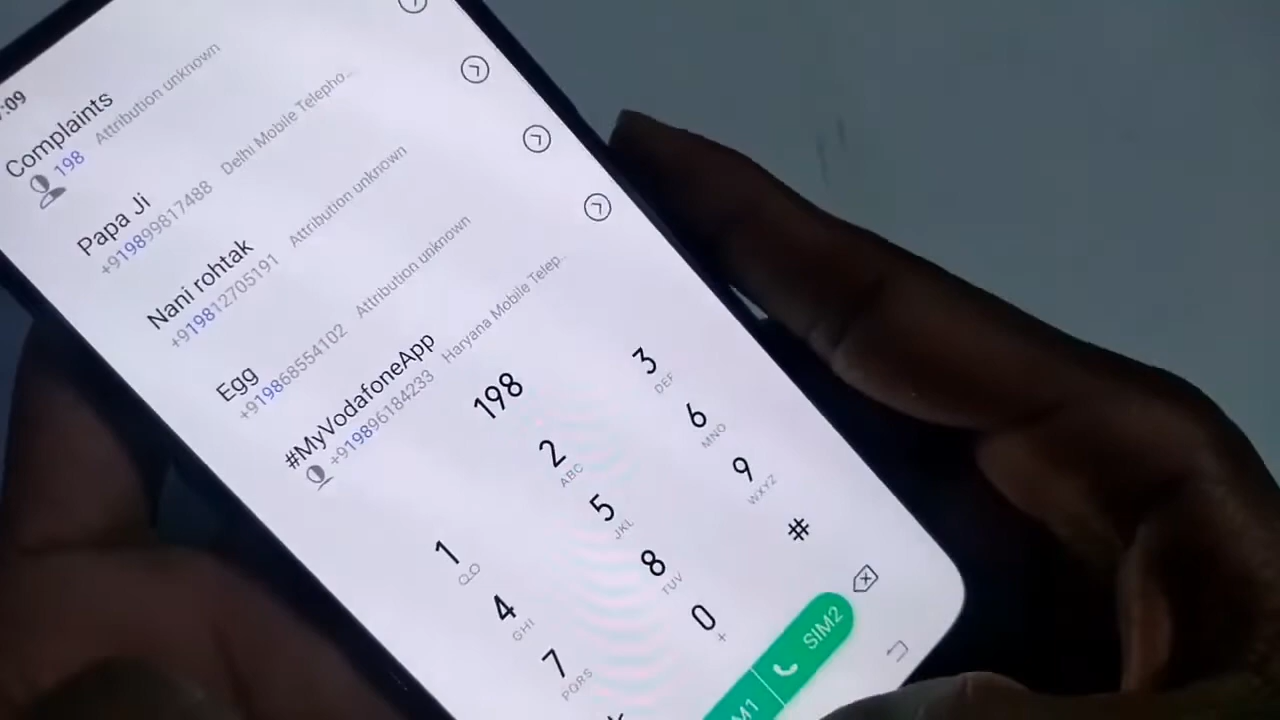 :09
Complaints
198 Attribution unknown
Papa Ji
+919899817488 Delhi Mobile Telepho...
Nani rohtak
+919812705191 Attribution unknown
Egg
+919868554102 Attribution unknown
#MyVodafoneApp
+919896184233 Haryana Mobile Telep...
198
1 2 ABC 3 DEF
4 GHI 5 JKL 6 MNO
7 PQRS 8 TUV 9 WXYZ
0 + #
SIM2